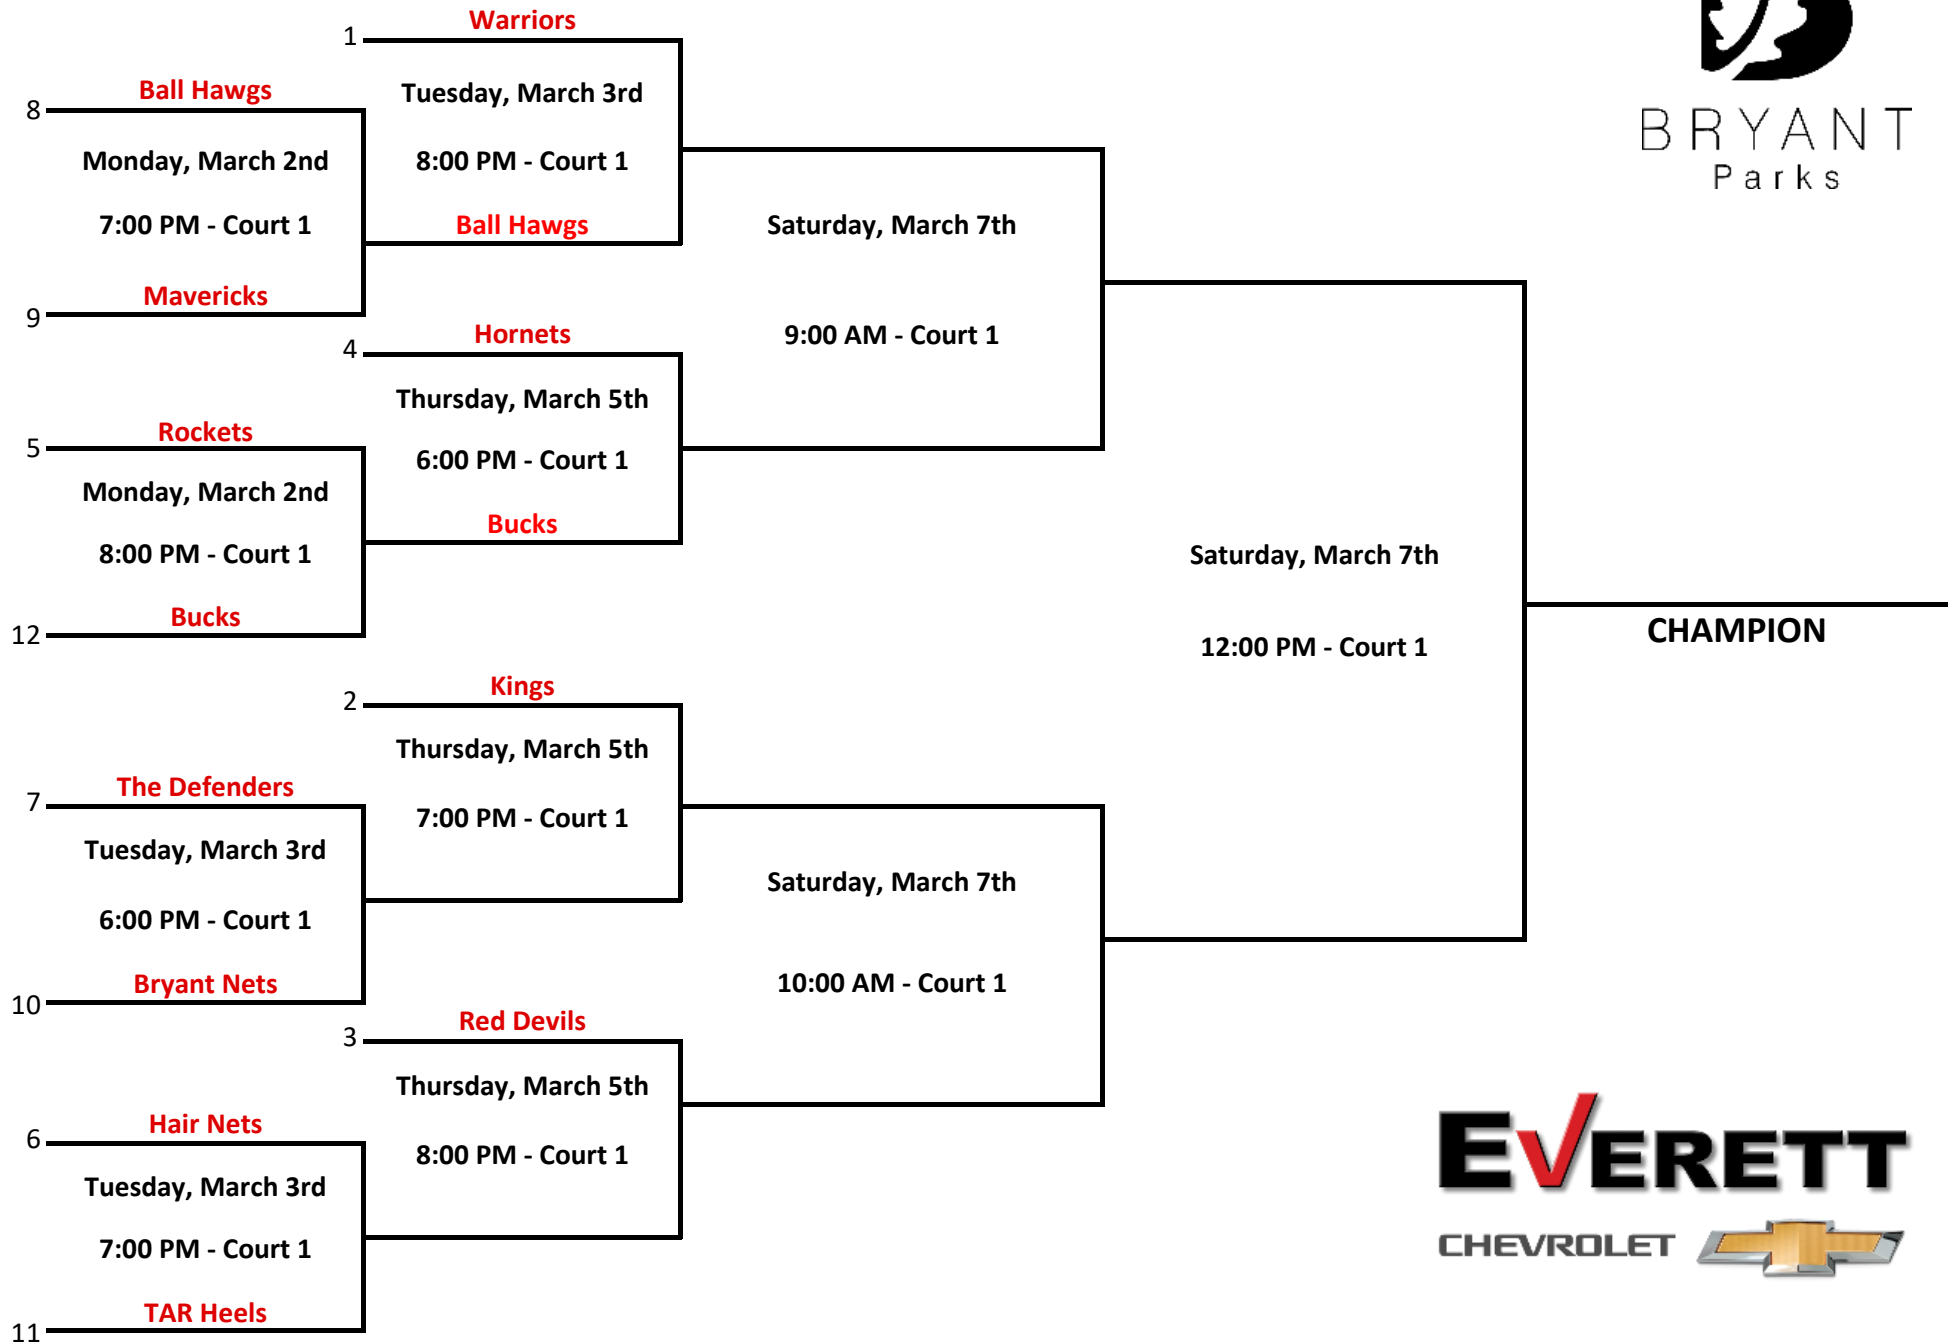 1
Warriors
8
Ball Hawgs
Tuesday, March 3rd
Monday, March 2nd
8:00 PM - Court 1
7:00 PM - Court 1
Ball Hawgs
9
Mavericks
Saturday, March 7th
9:00 AM - Court 1
4
Hornets
Thursday, March 5th
5
Rockets
6:00 PM - Court 1
Monday, March 2nd
Bucks
8:00 PM - Court 1
12
Bucks
Saturday, March 7th
12:00 PM - Court 1
CHAMPION
2
Kings
Thursday, March 5th
7
The Defenders
7:00 PM - Court 1
Tuesday, March 3rd
6:00 PM - Court 1
10
Bryant Nets
Saturday, March 7th
10:00 AM - Court 1
3
Red Devils
Thursday, March 5th
6
Hair Nets
8:00 PM - Court 1
Tuesday, March 3rd
7:00 PM - Court 1
11
TAR Heels
BRYANT
Parks
EVERETT
CHEVROLET